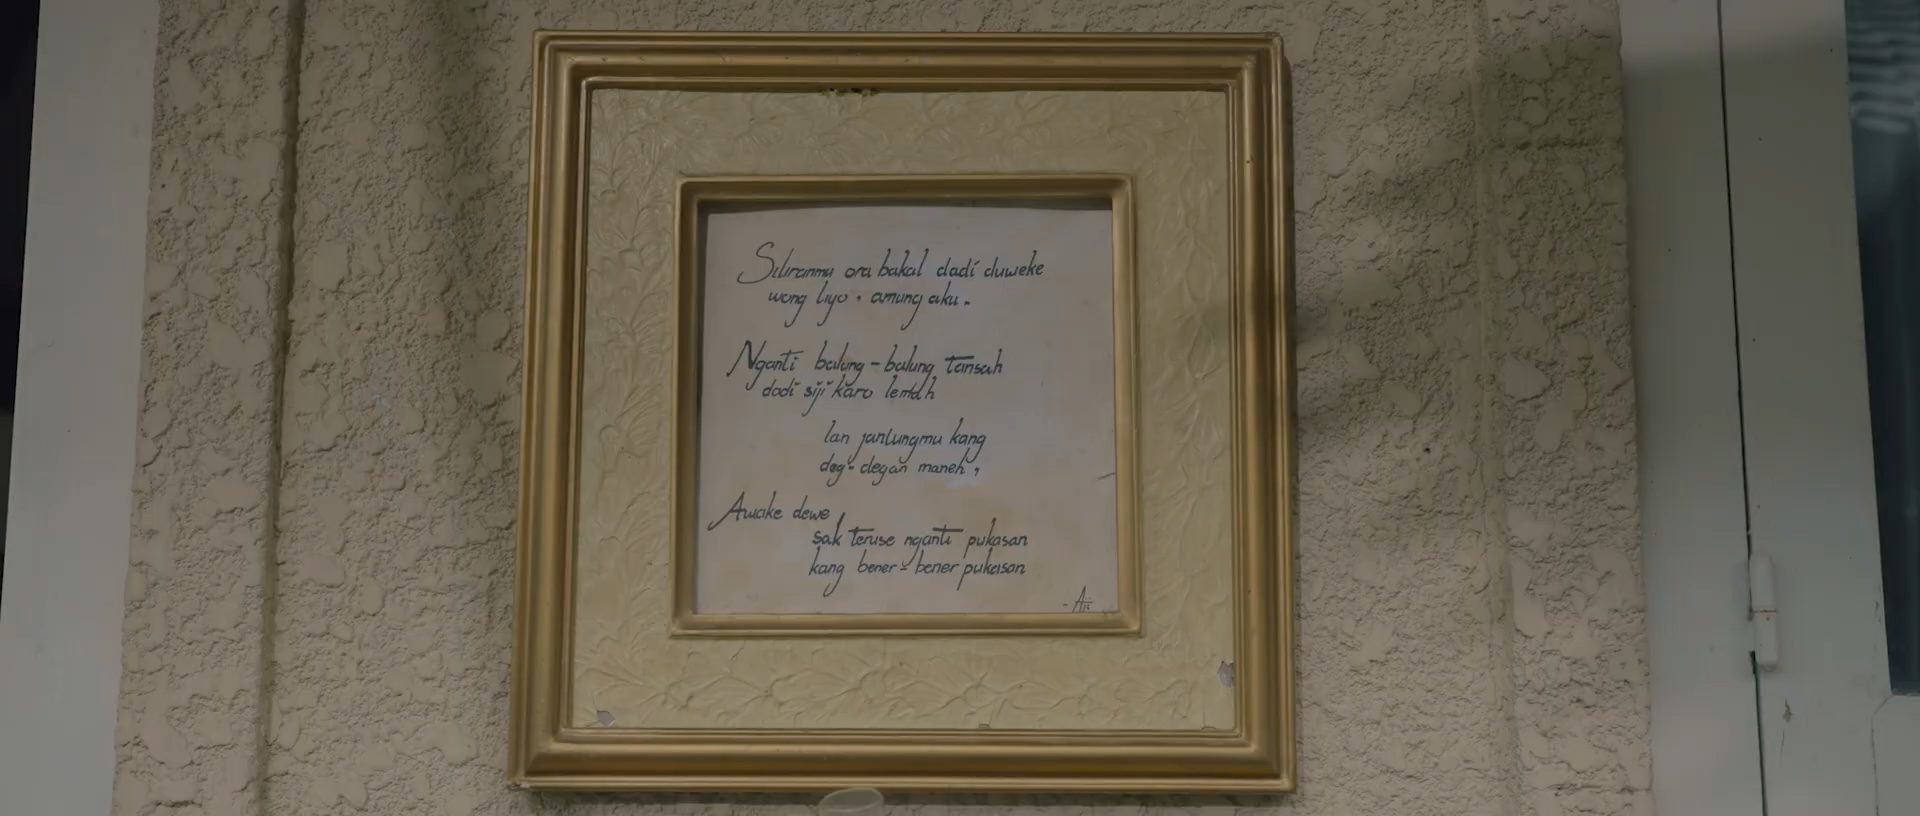 Sliranmu ora bakal dadi duweke
wong liyo. amung aku.
Nganti balung-balung tansah
dadi siji karo lemah
lan jantungmu kang
deg-degan maneh,
Awake dewe,
sak teruse nganti pukasan
kang bener-bener pukasan